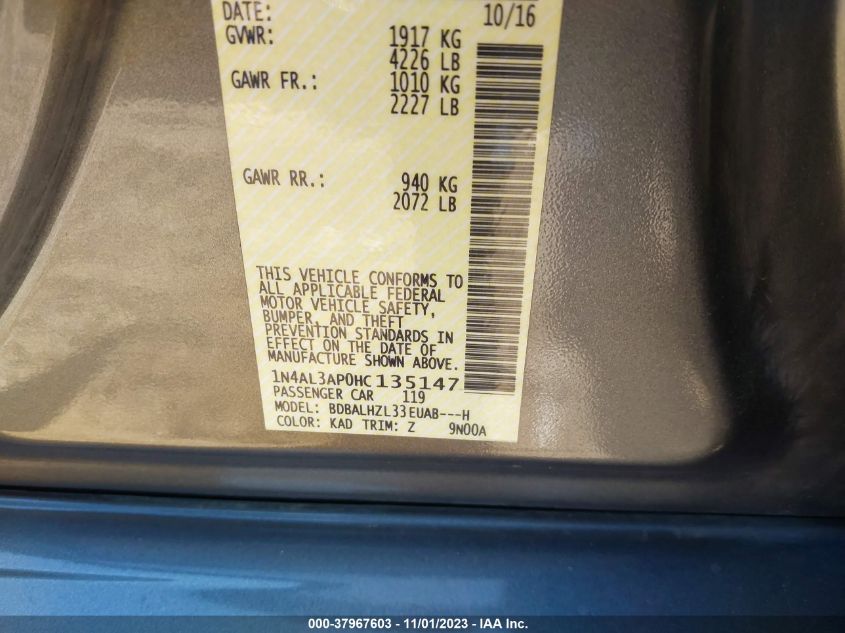 DATE: 10/16
GVWR: 1917 KG
4226 LB
GAWR FR.: 1010 KG
2227 LB
GAWR RR.: 940 KG
2072 LB
THIS VEHICLE CONFORMS TO
ALL APPLICABLE FEDERAL
MOTOR VEHICLE SAFETY,
BUMPER, AND THEFT
PREVENTION STANDARDS IN
EFFECT ON THE DATE OF
MANUFACTURE SHOWN ABOVE.
1N4AL3AP0HC135147
PASSENGER CAR 119
MODEL: BDBALHZL33EUAB---H
COLOR: KAD TRIM: Z 9N00A
000-37967603 - 11/01/2023 - IAA Inc.